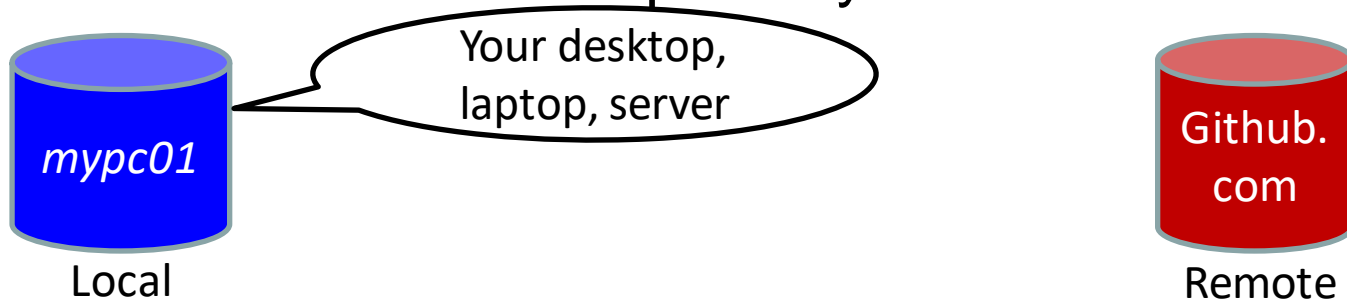 Your desktop,
laptop, server
mypc01
Github.
com
Local
Remote